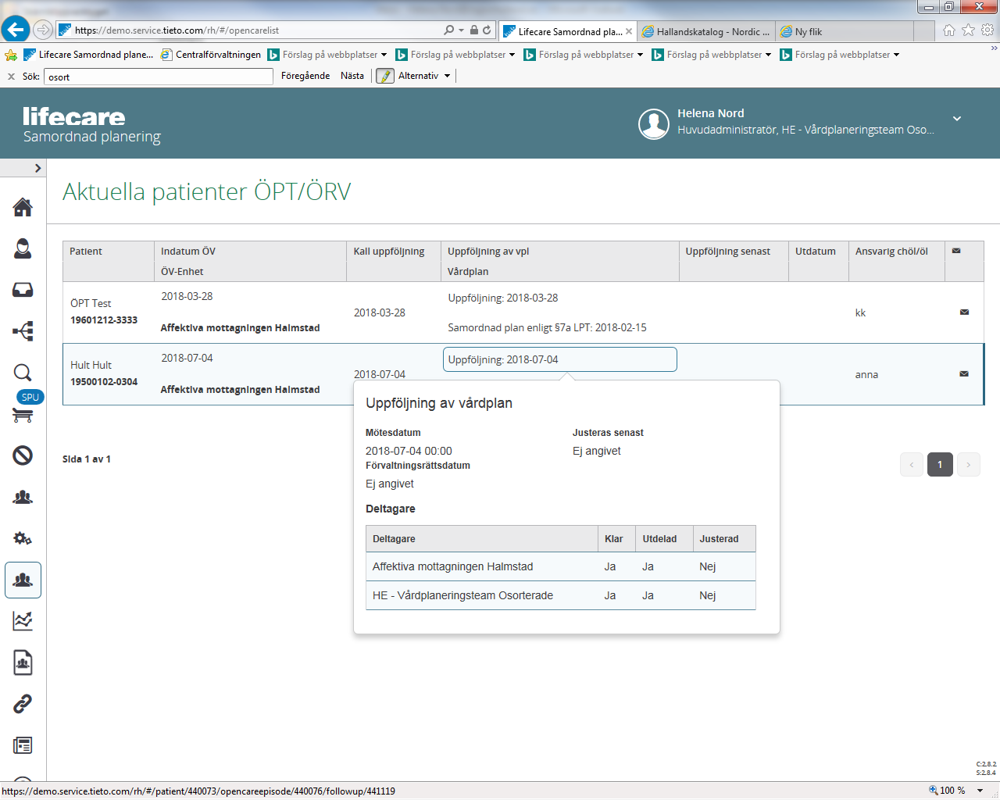 https://demo.service.tieto.com/rh/#/opencarelist
Lifecare Samordnad pla...
Hallandskatalog - Nordic ...
Ny flik
Lifecare Samordnad plane...
Centralförvaltningen
Förslag på webbplatser
Förslag på webbplatser
Förslag på webbplatser
Förslag på webbplatser
Förslag på webbplatser
Sök: osort Föregående Nästa Alternativ
lifecare
Samordnad planering
Helena Nord
Huvudadministratör, HE - Vårdplaneringsteam Oso...
Aktuella patienter ÖPT/ÖRV
Patient Indatum ÖV Kall uppföljning Uppföljning av vpl Uppföljning senast Utdatum Ansvarig chöl/öl
ÖV-Enhet Vårdplan
ÖPT Test
19601212-3333
2018-03-28
Affektiva mottagningen Halmstad
2018-03-28
Uppföljning: 2018-03-28
Samordnad plan enligt §7a LPT: 2018-02-15
kk
Hult Hult
19500102-0304
2018-07-04
Affektiva mottagningen Halmstad
2018-07-04
Uppföljning: 2018-07-04
anna
SPU
Uppföljning av vårdplan
Mötesdatum Justeras senast
2018-07-04 00:00 Ej angivet
Förvaltningsrättsdatum
Ej angivet
Deltagare
Deltagare Klar Utdelad Justerad
Affektiva mottagningen Halmstad Ja Ja Nej
HE - Vårdplaneringsteam Osorterade Ja Ja Nej
Sida 1 av 1
< 1 >
C:2.8.2
S:2.8.4
https://demo.service.tieto.com/rh/#/patient/440073/opencareepisode/440076/followup/441119
100 %